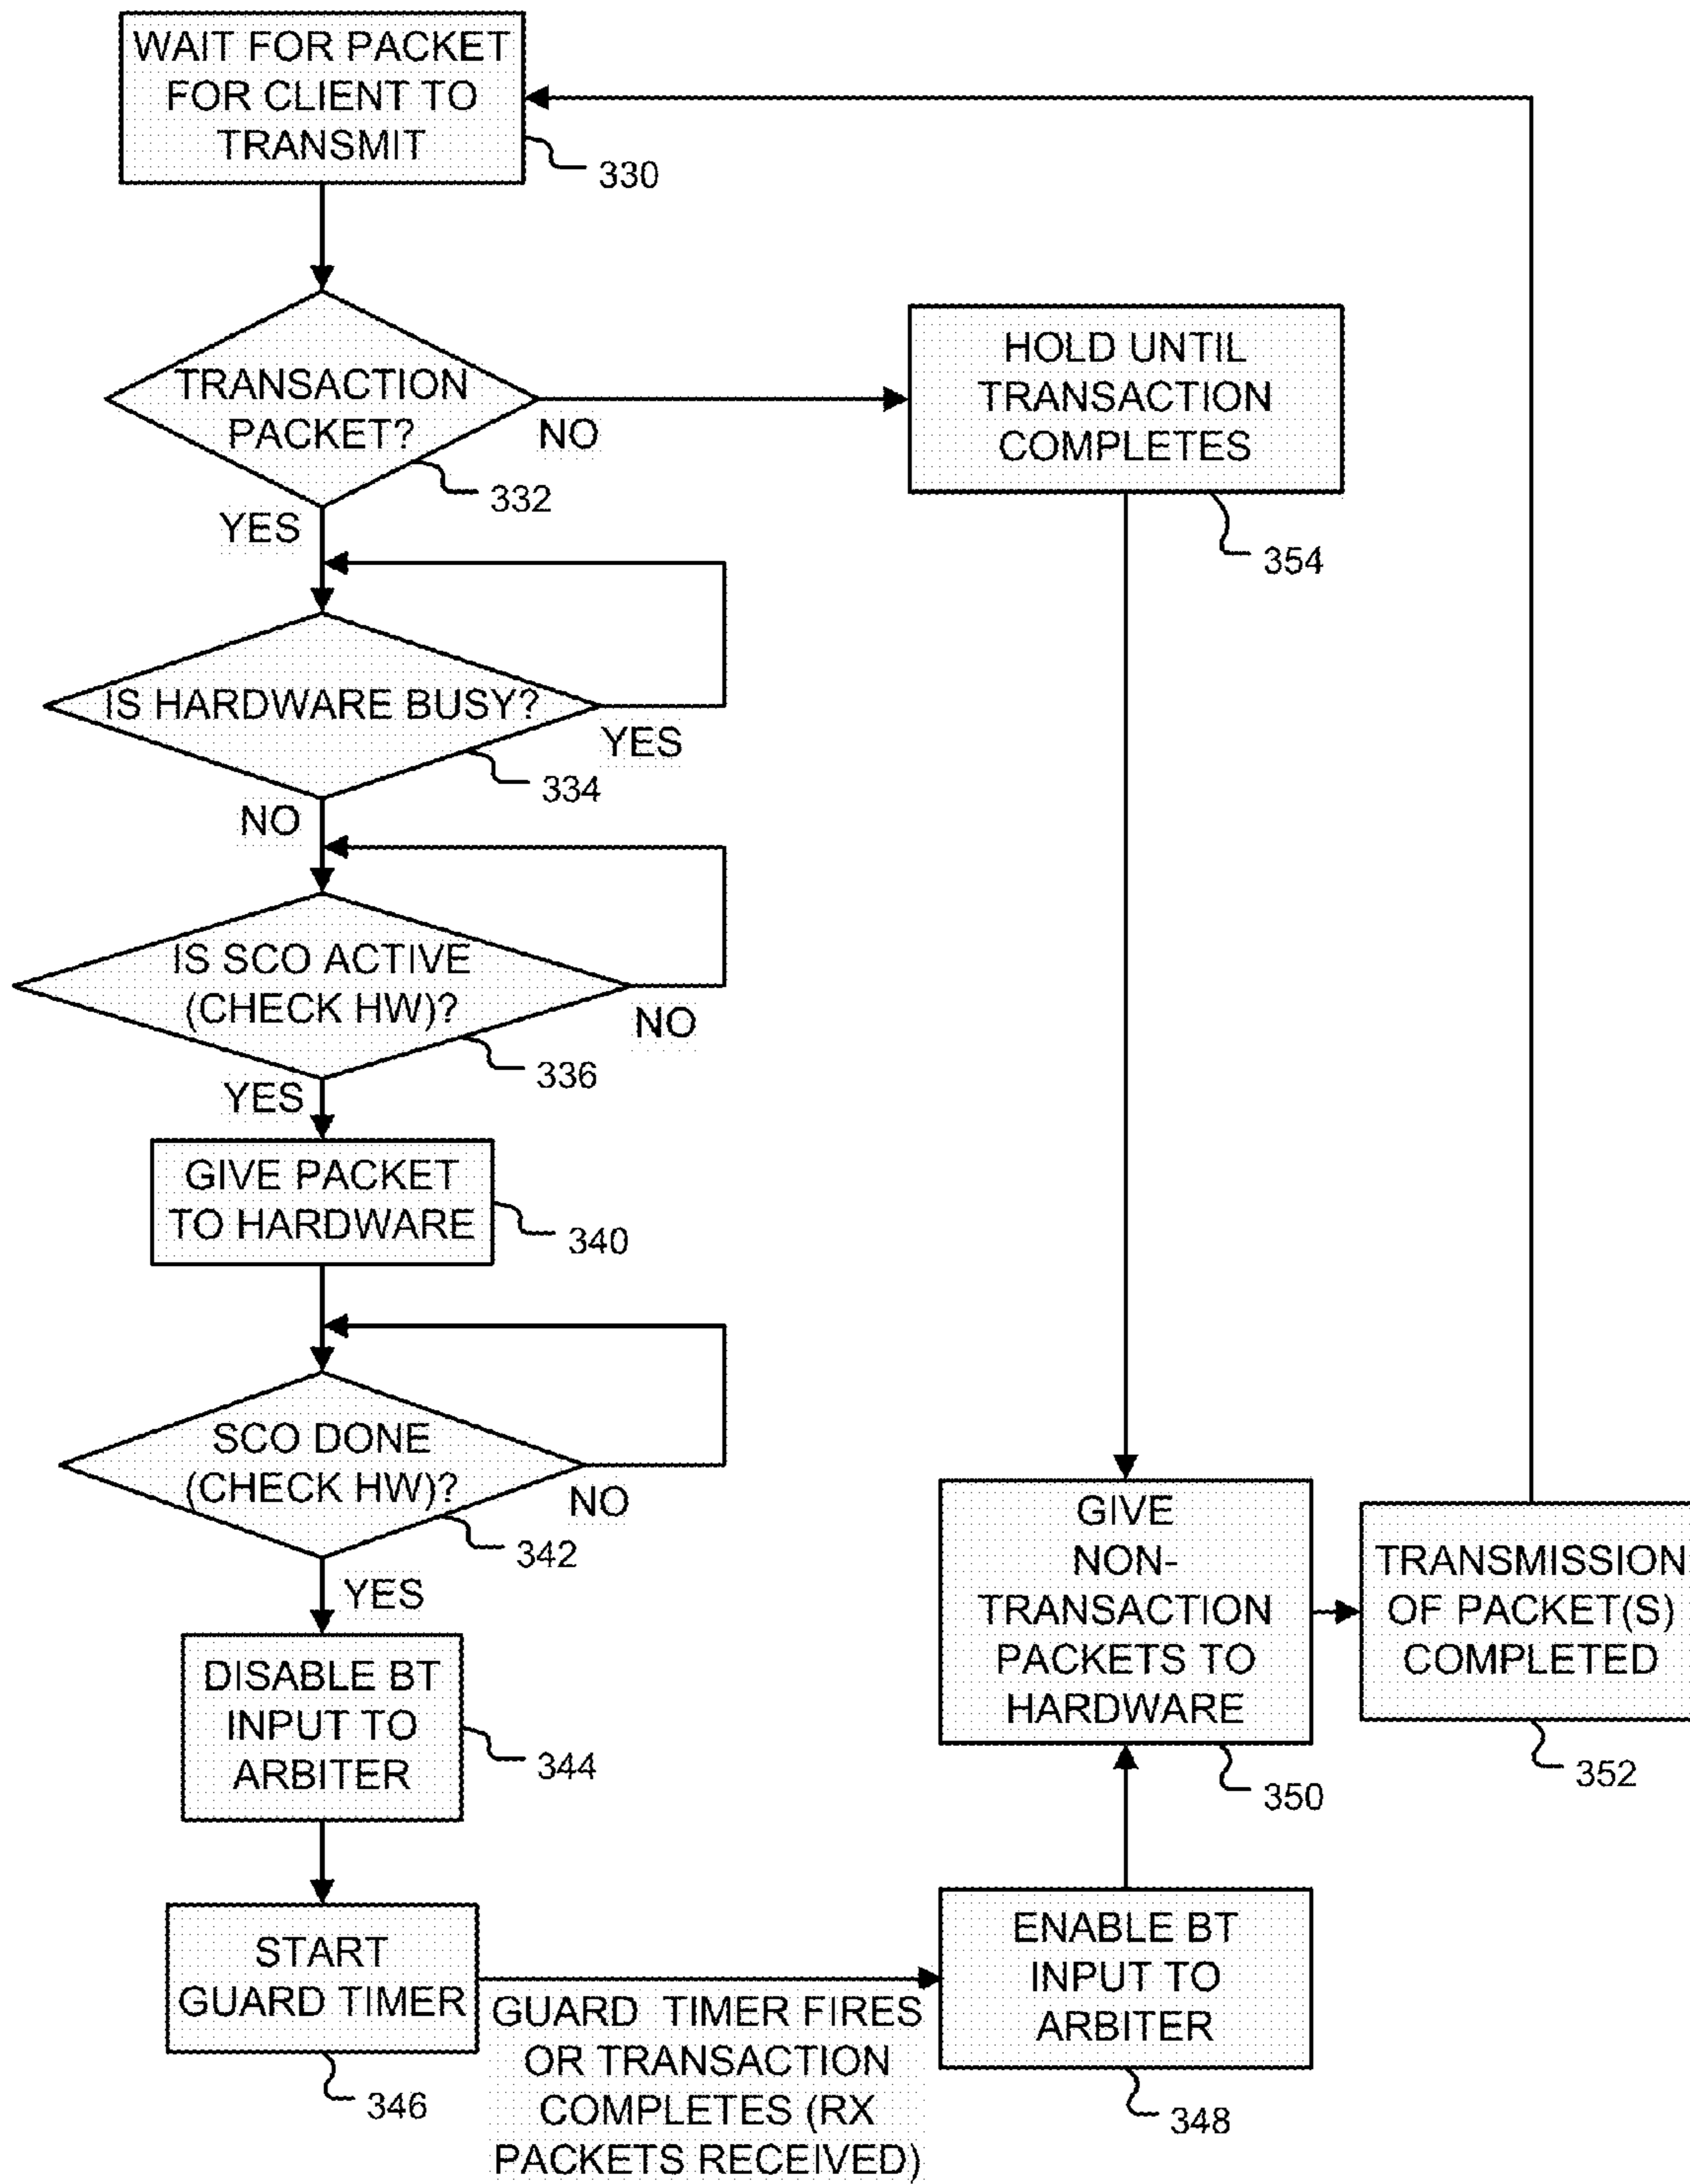 WAIT FOR PACKET
FOR CLIENT TO
TRANSMIT
330
TRANSACTION
PACKET?
NO
332
YES
HOLD UNTIL
TRANSACTION
COMPLETES
354
IS HARDWARE BUSY?
YES
334
NO
IS SCO ACTIVE
(CHECK HW)?
NO
336
YES
GIVE PACKET
TO HARDWARE
340
SCO DONE
(CHECK HW)?
NO
342
YES
DISABLE BT
INPUT TO
ARBITER
344
START
GUARD TIMER
346
GUARD TIMER FIRES
OR TRANSACTION
COMPLETES (RX
PACKETS RECEIVED)
ENABLE BT
INPUT TO
ARBITER
348
GIVE
NON-
TRANSACTION
PACKETS TO
HARDWARE
350
TRANSMISSION
OF PACKET(S)
COMPLETED
352